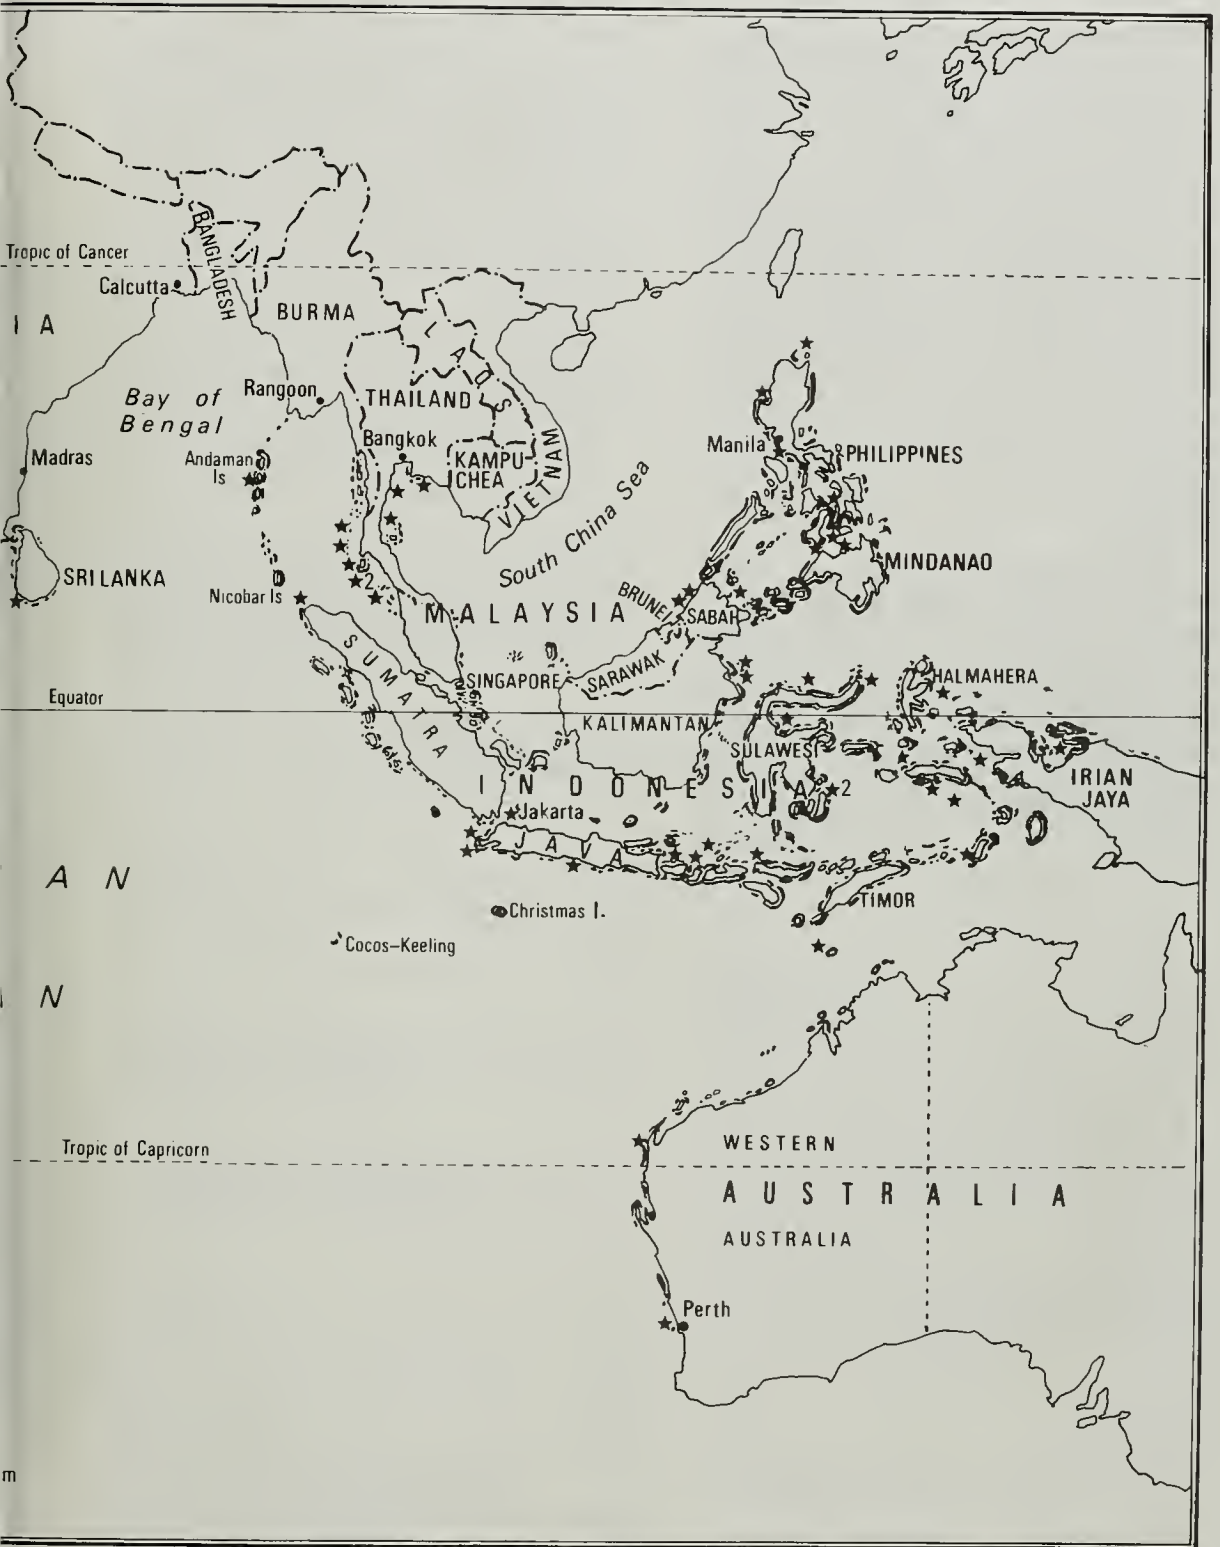 Tropic of Cancer
BANGLADESH
Calcutta
I A
BURMA
LAOS
Bay of
Bengal
Rangoon
THAILAND
Bangkok
Madras
Andaman
Is
KAMPU
CHEA
VIETNAM
Manila
PHILIPPINES
South China Sea
SRI LANKA
2
Nicobar Is
MINDANAO
MALAYSIA
BRUNEI
SABAH
SUMATRA
SINGAPORE
SARAWAK
HALMAHERA
Equator
KALIMANTAN
SULAWESI
INDONESIA
2
IRIAN
JAYA
Jakarta
JAVA
A N
Christmas I.
TIMOR
Cocos-Keeling
N
Tropic of Capricorn
WESTERN
AUSTRALIA
AUSTRALIA
Perth
m